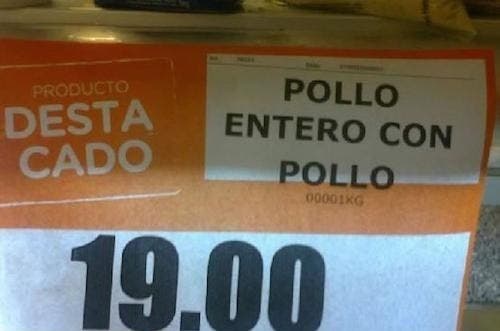 PRODUCTO
DESTA
CADO
POLLO
ENTERO CON
POLLO
00001KG
19.00